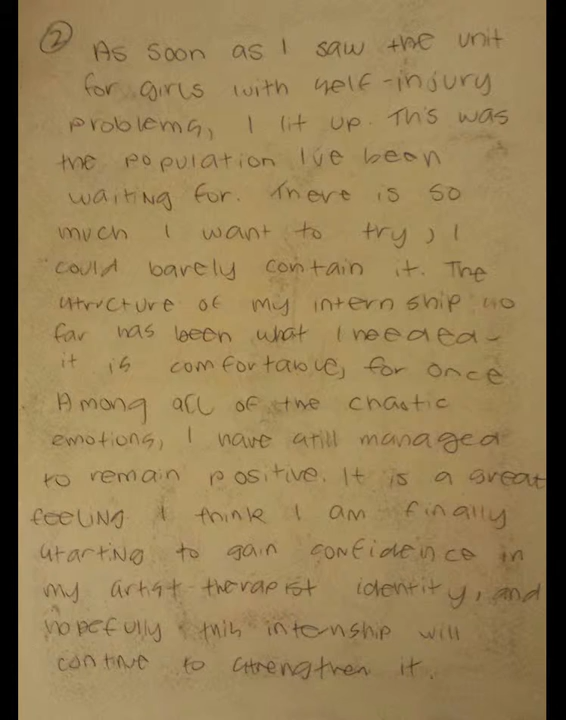 ② As soon as I saw the unit
for girls with self-injury
problems, I lit up. This was
the population I've been
waiting for. There is so
much I want to try, I
could barely contain it. The
structure of my internship so
far has been what I needed-
it is comfortable, for once
Among all of the chaotic
emotions, I have still managed
to remain positive. It is a great
feeling I think I am finally
starting to gain confidence in
my artist-therapist identity, and
hopefully this internship will
contine to strengthen it.